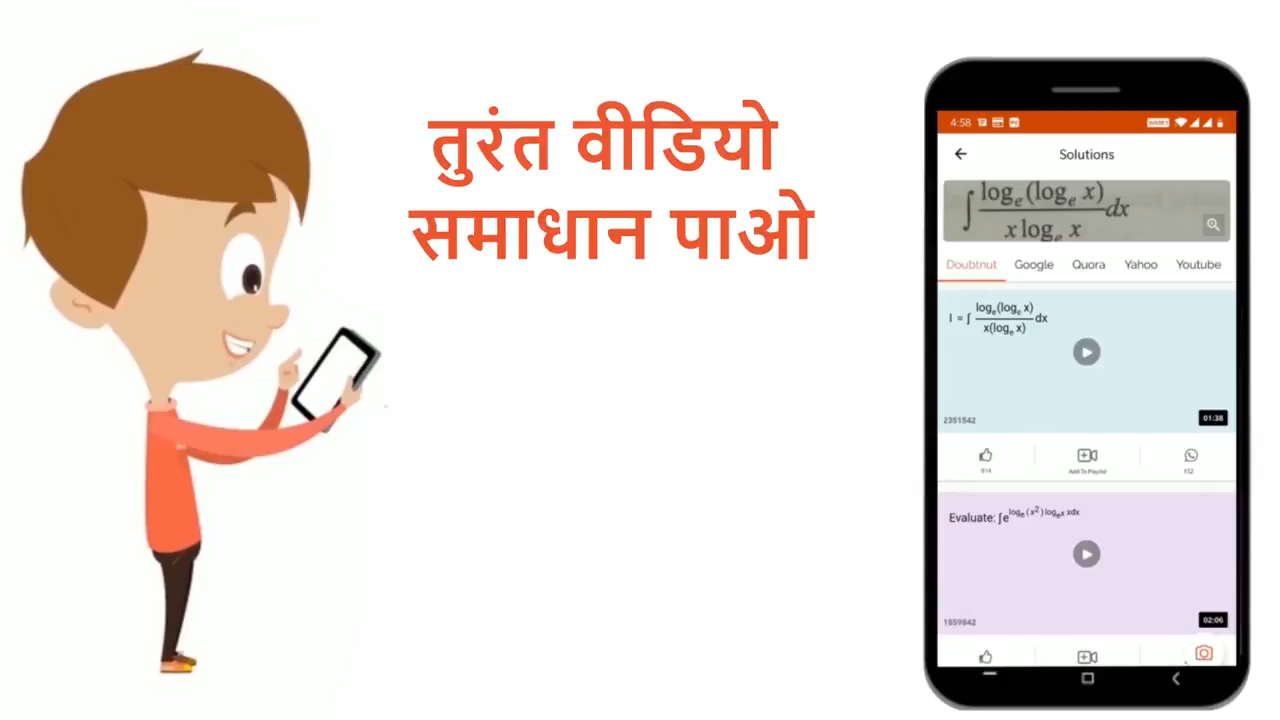 तुरंत वीडियो
समाधान पाओ
4:58
Solutions
∫ logₑ(logₑ x) / x logₑ x dx
Doubtnut Google Quora Yahoo Youtube
I = ∫ logₑ(logₑ x) / x(logₑ x) dx
2351542
01:38
914
Add To Playlist
152
Evaluate: ∫e^logₑ(x²)logₑx xdx
1859842
02:06